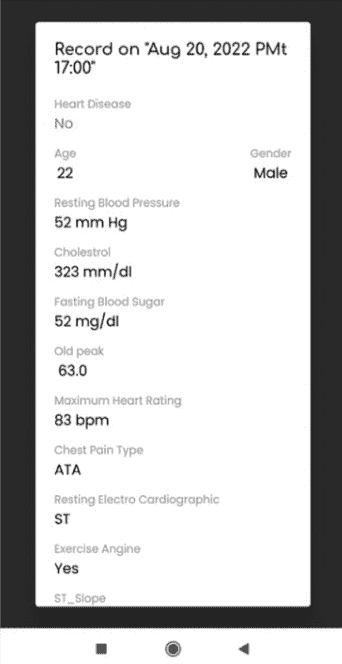 Record on "Aug 20, 2022 PMt
17:00"
Heart Disease
No
Age Gender
22 Male
Resting Blood Pressure
52 mm Hg
Cholestrol
323 mm/dl
Fasting Blood Sugar
52 mg/dl
Old peak
63.0
Maximum Heart Rating
83 bpm
Chest Pain Type
ATA
Resting Electro Cardiographic
ST
Exercise Angine
Yes
ST_Slope